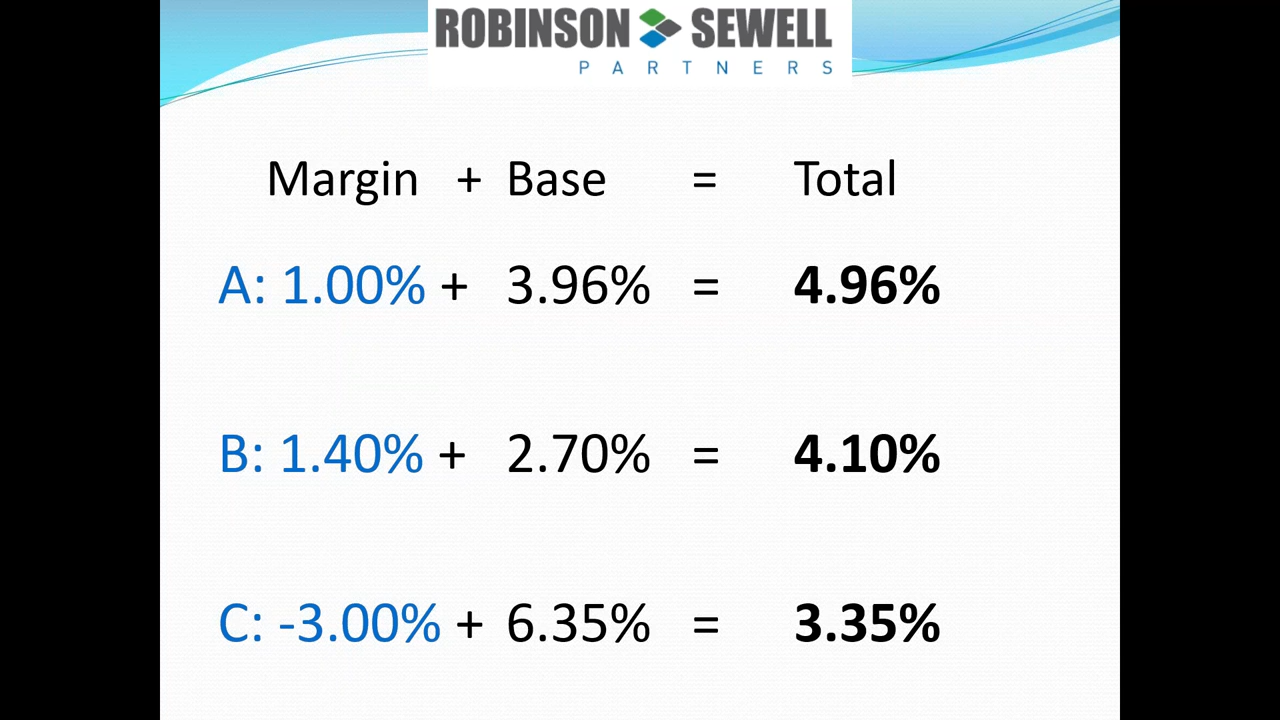 ROBINSON SEWELL
PARTNERS
Margin + Base = Total
A: 1.00% + 3.96% = 4.96%
B: 1.40% + 2.70% = 4.10%
C: -3.00% + 6.35% = 3.35%